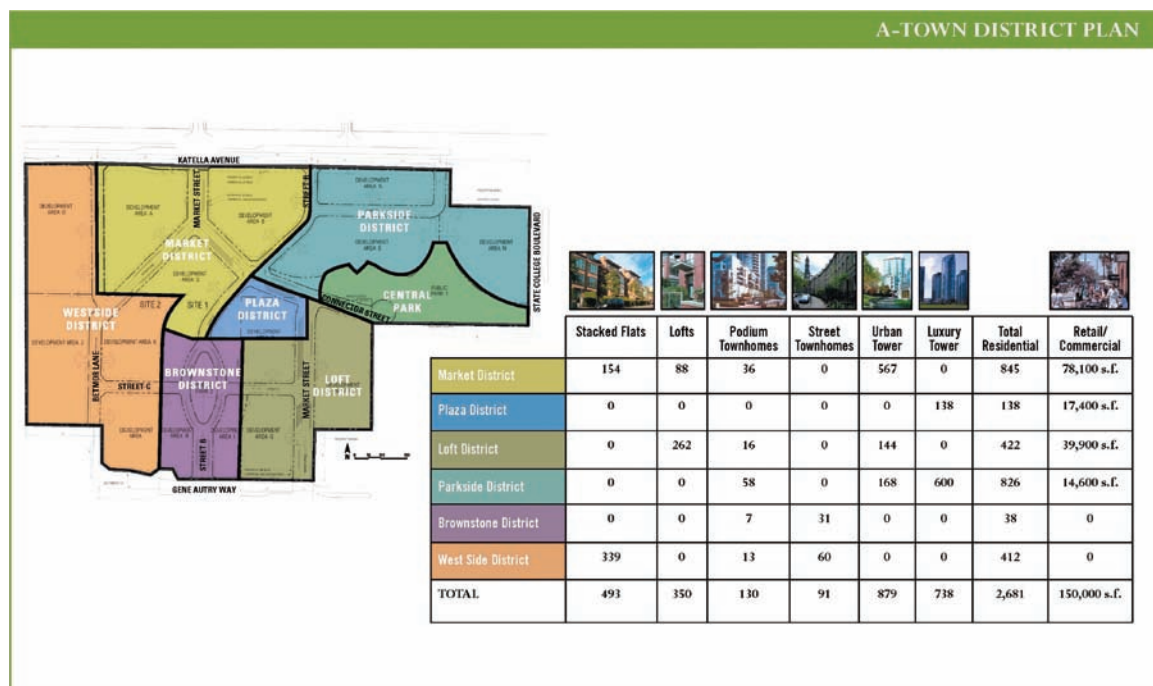 A-TOWN DISTRICT PLAN
KATELLA AVENUE
MARKET STREET
STREET B
STATE COLLEGE BOULEVARD
DEVELOPMENT
AREA A
DEVELOPMENT
DEVELOPMENT
DEVELOPMENT
PARKSIDE
DISTRICT
MARKET
DISTRICT
SITE 2
SITE 1
PLAZA
DISTRICT
CENTRAL
PARK
CONNECTOR STREET
WESTSIDE
DISTRICT
BROWNSTONE
DISTRICT
LOFT
DISTRICT
BETMOR LANE
STREET C
MARKET STREET
STREET B
GENE AUTRY WAY
N
Stacked Flats Lofts Podium Townhomes Street Townhomes Urban Tower Luxury Tower Total Residential Retail/ Commercial
Market District 154 88 36 0 567 0 845 78,100 s.f.
Plaza District 0 0 0 0 0 138 138 17,400 s.f.
Loft District 0 262 16 0 144 0 422 39,900 s.f.
Parkside District 0 0 58 0 168 600 826 14,600 s.f.
Brownstone District 0 0 7 31 0 0 38 0
West Side District 339 0 13 60 0 0 412 0
TOTAL 493 350 130 91 879 738 2,681 150,000 s.f.